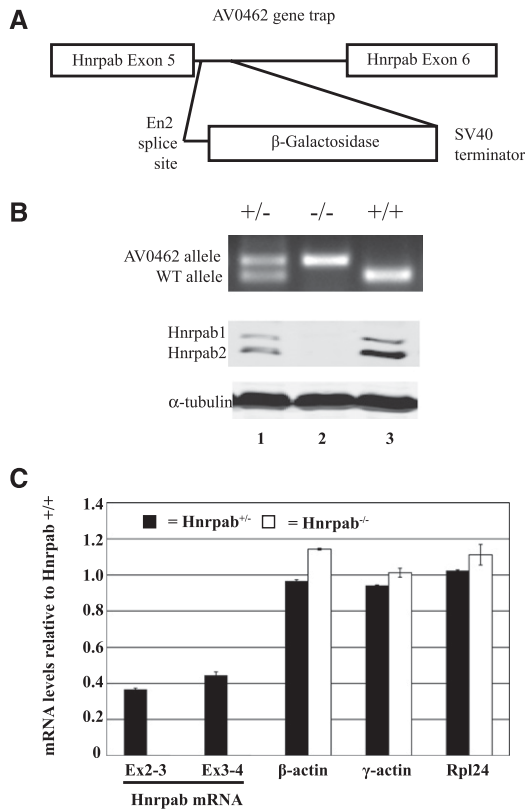 A
AV0462 gene trap
Hnrpab Exon 5
Hnrpab Exon 6
En2
splice
site
β-Galactosidase
SV40
terminator
B
+/- -/- +/+
AV0462 allele
WT allele
Hnrpab1
Hnrpab2
α-tubulin
1 2 3
C
mRNA levels relative to Hnrpab +/+
1.4
1.2
1.0
0.8
0.6
0.4
0.2
0
= Hnrpab+/- = Hnrpab-/-
Ex2-3 Ex3-4 β-actin γ-actin Rpl24
Hnrpab mRNA